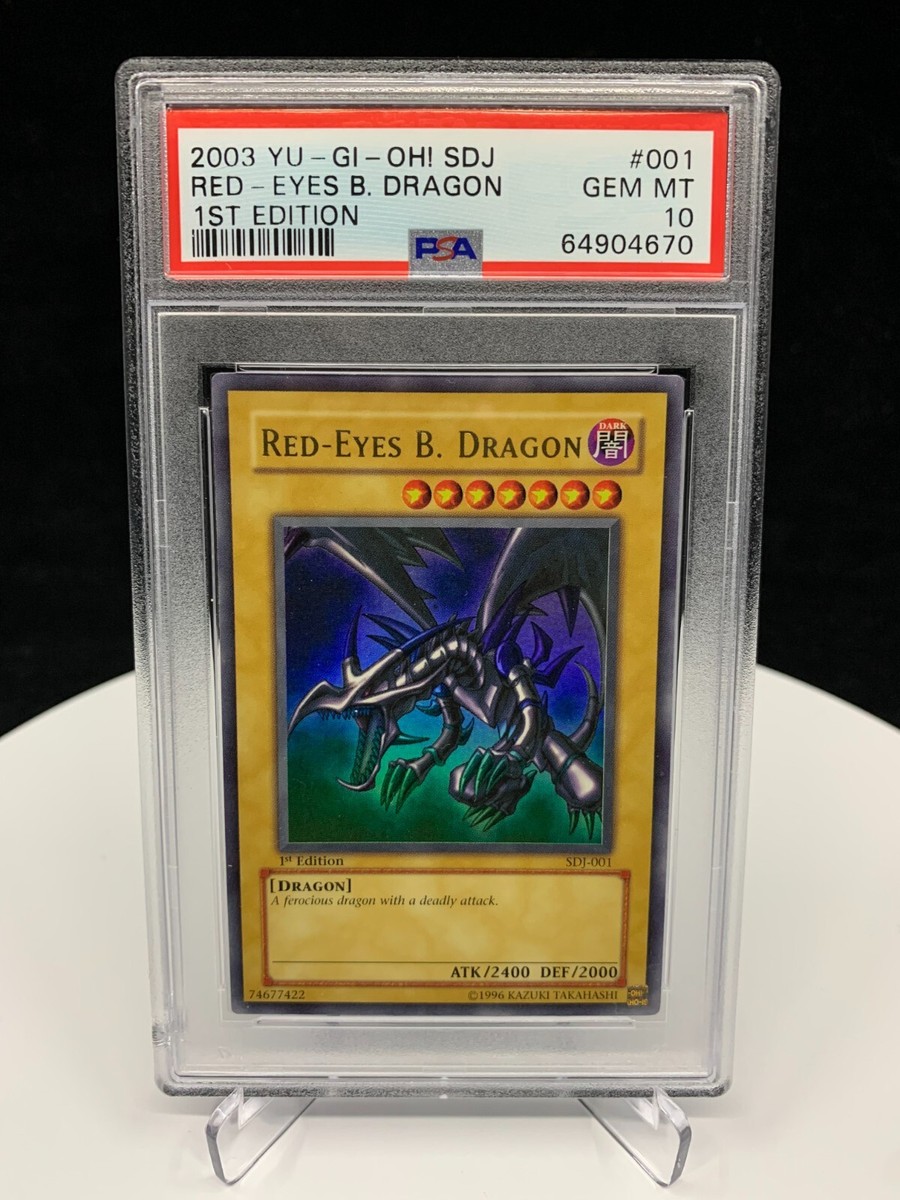 2003 YU-GI-OH! SDJ #001
RED-EYES B. DRAGON GEM MT
1ST EDITION 10
PSA 64904670
RED-EYES B. DRAGON
DARK
闇
1st Edition SDJ-001
[DRAGON]
A ferocious dragon with a deadly attack.
ATK/2400 DEF/2000
74677422 ©1996 KAZUKI TAKAHASHI